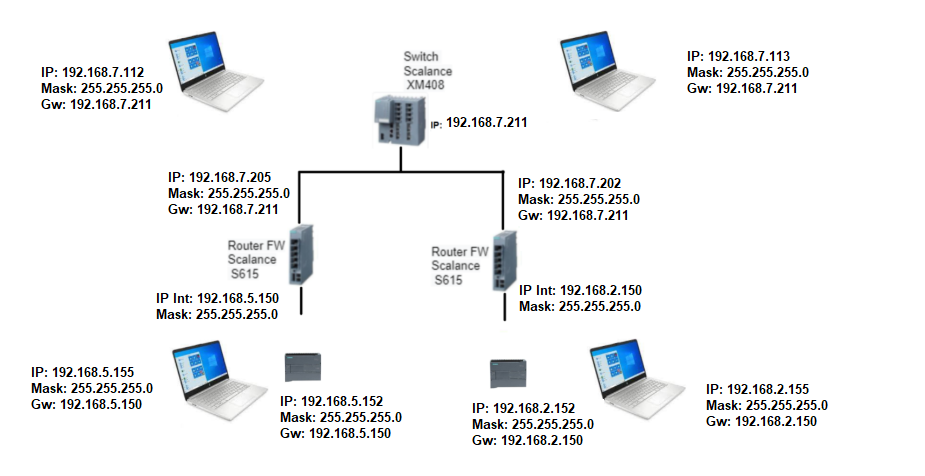 IP: 192.168.7.112
Mask: 255.255.255.0
Gw: 192.168.7.211
Switch
Scalance
XM408
IP: 192.168.7.211
IP: 192.168.7.113
Mask: 255.255.255.0
Gw: 192.168.7.211
IP: 192.168.7.205
Mask: 255.255.255.0
Gw: 192.168.7.211
IP: 192.168.7.202
Mask: 255.255.255.0
Gw: 192.168.7.211
Router FW
Scalance
S615
Router FW
Scalance
S615
IP Int: 192.168.5.150
Mask: 255.255.255.0
IP Int: 192.168.2.150
Mask: 255.255.255.0
IP: 192.168.5.155
Mask: 255.255.255.0
Gw: 192.168.5.150
IP: 192.168.5.152
Mask: 255.255.255.0
Gw: 192.168.5.150
IP: 192.168.2.152
Mask: 255.255.255.0
Gw: 192.168.2.150
IP: 192.168.2.155
Mask: 255.255.255.0
Gw: 192.168.2.150